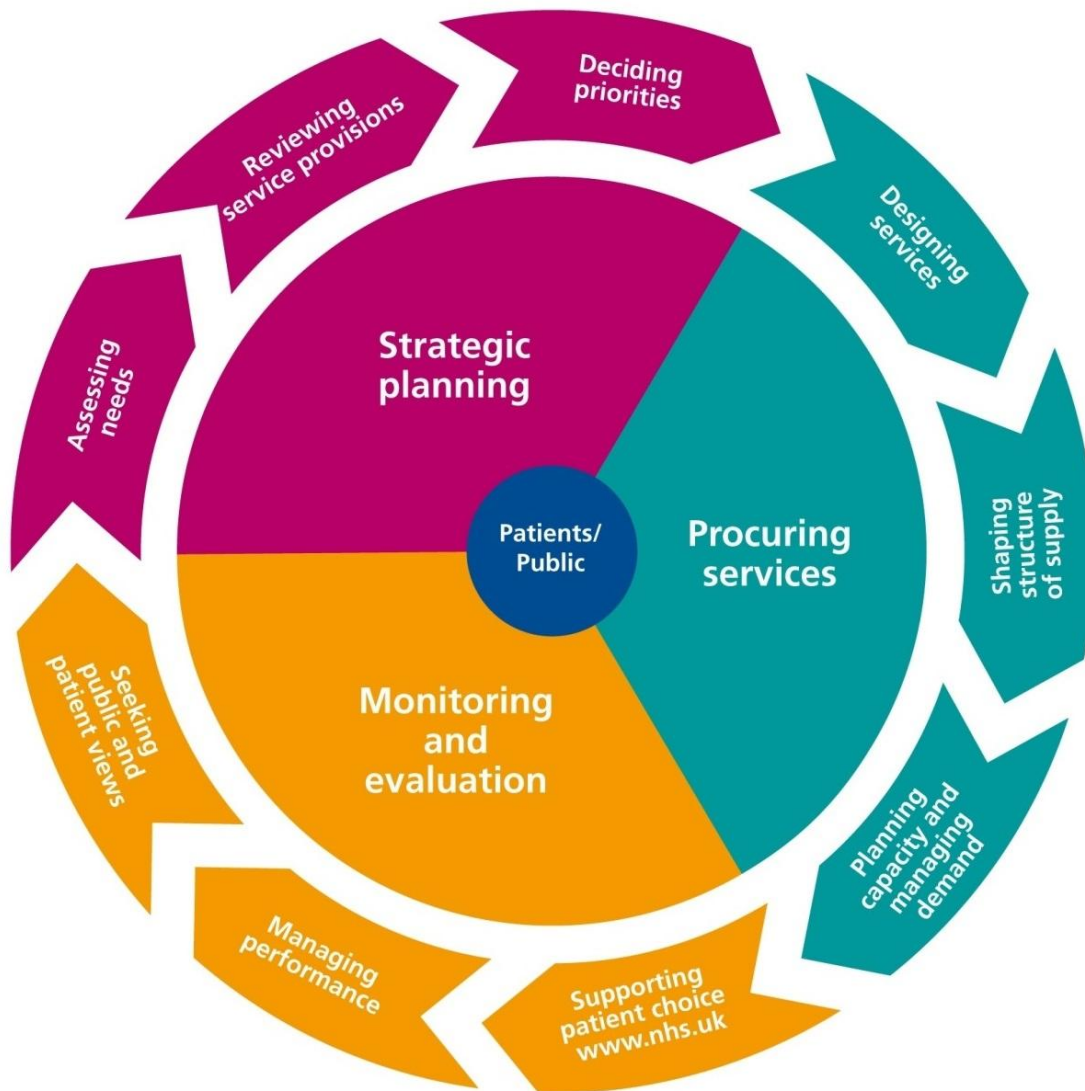 Deciding
priorities
Designing
services
Shaping
structure
of supply
Planning
capacity and
managing
demand
Supporting
patient choice
www.nhs.uk
Managing
performance
Seeking
public and
patient views
Assessing
needs
Reviewing
service provisions
Strategic
planning
Procuring
services
Monitoring
and
evaluation
Patients/
Public